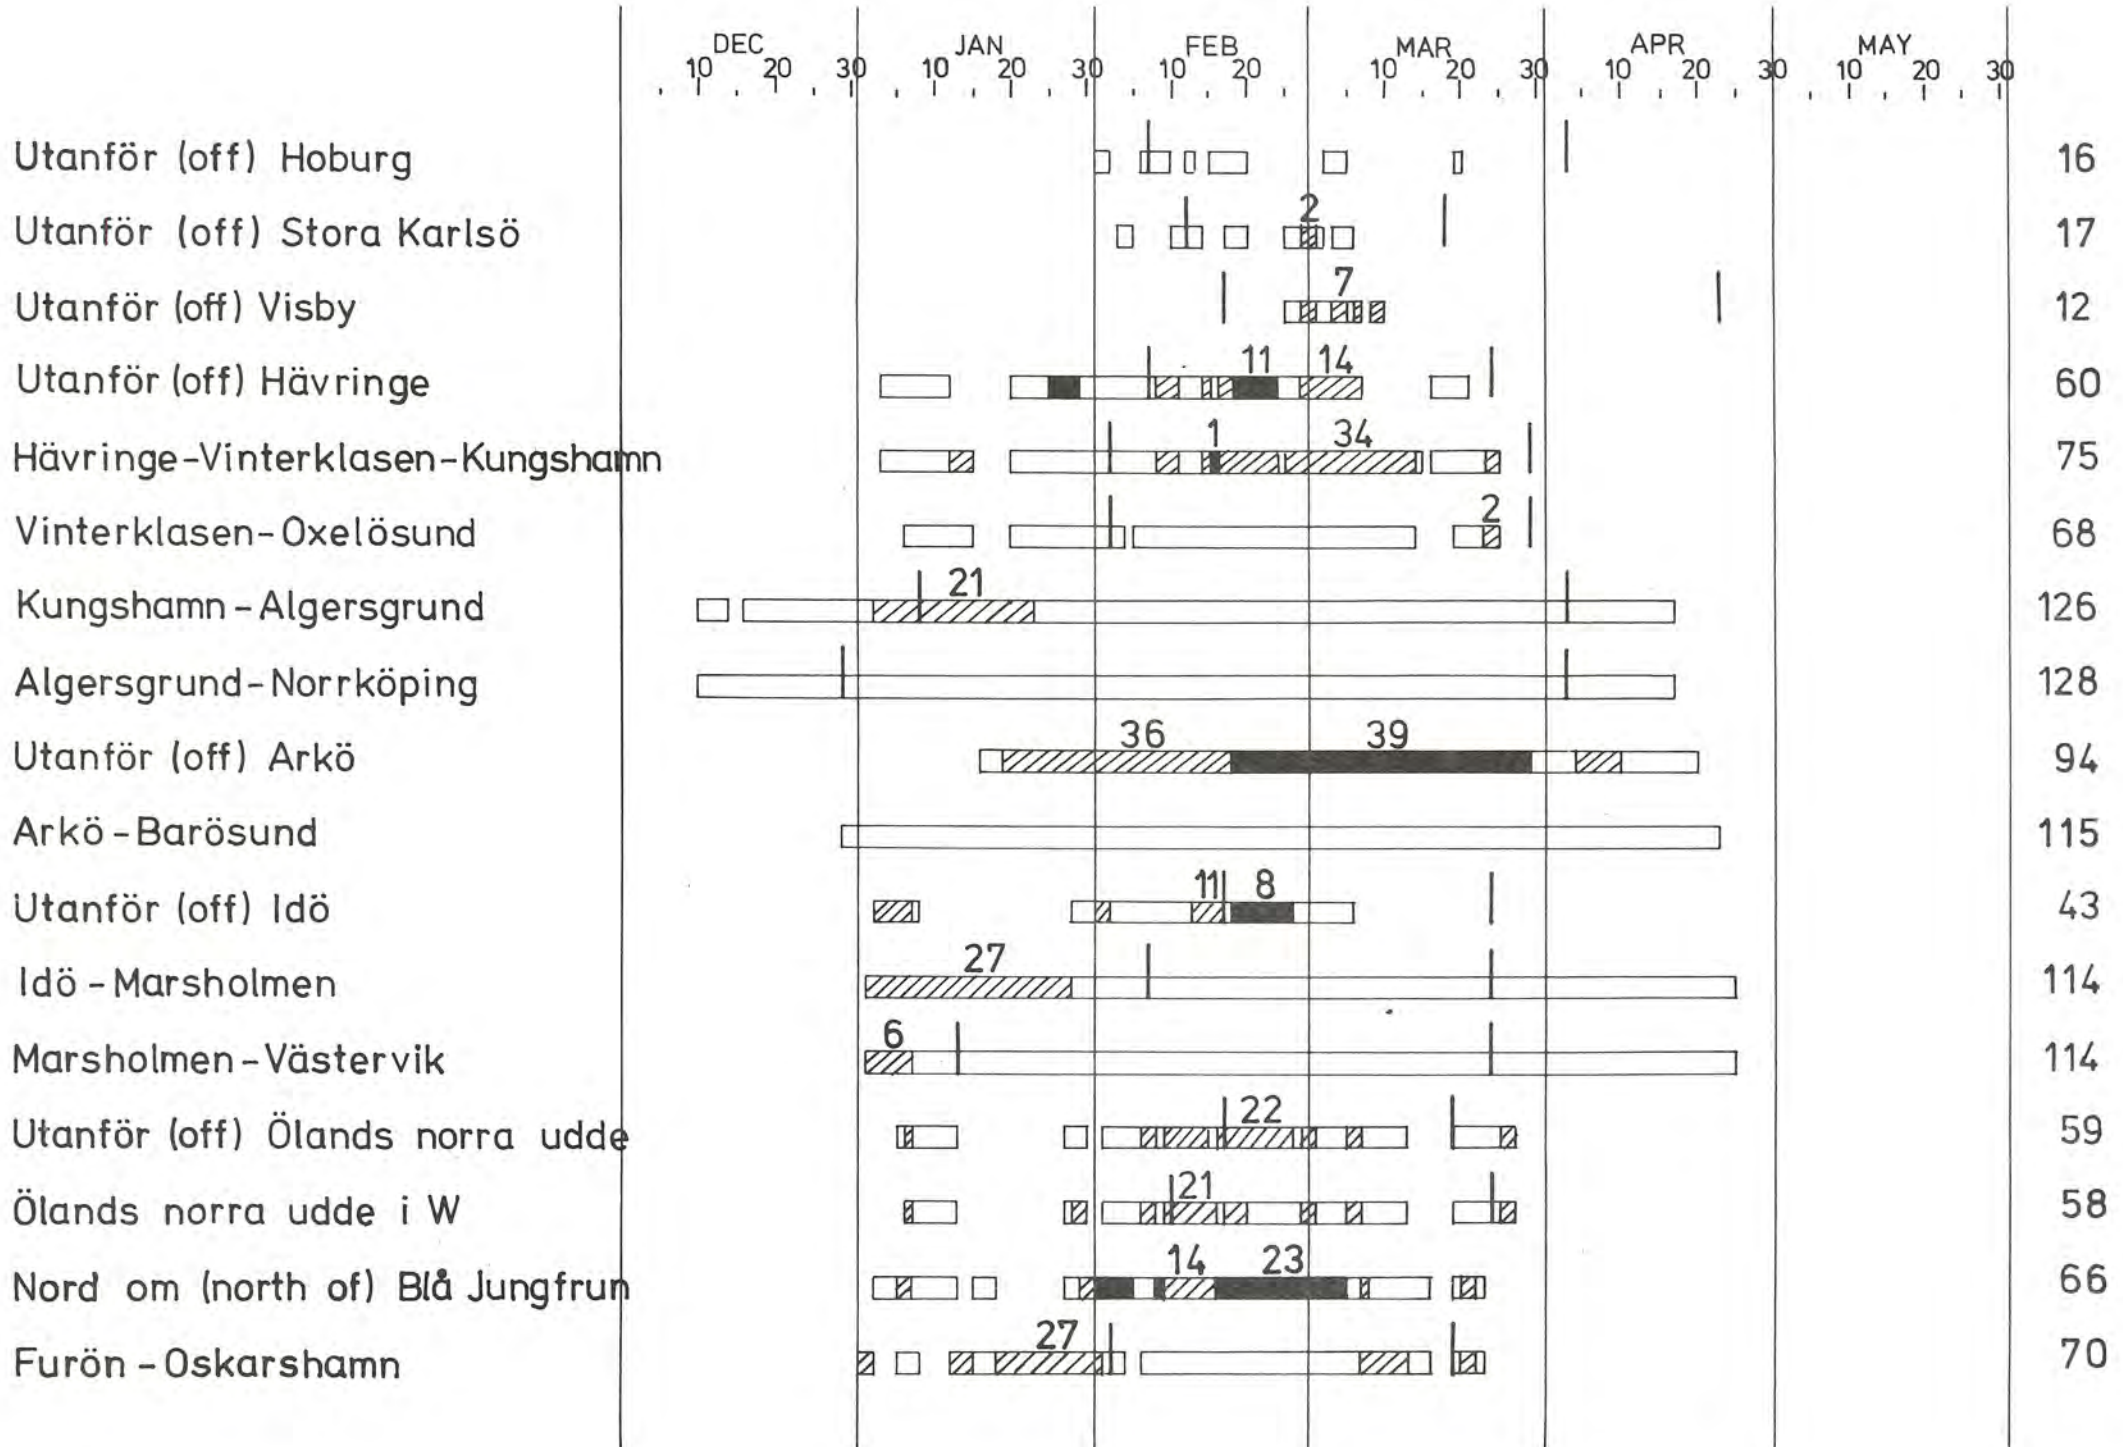 DEC JAN FEB MAR APR MAY
10 20 30 10 20 30 10 20 10 20 30 10 20 30 10 20 30
Utanför (off) Hoburg 16
Utanför (off) Stora Karlsö 2 17
Utanför (off) Visby 7 12
Utanför (off) Hävringe 11 14 60
Hävringe-Vinterklasen-Kungshamn 1 34 75
Vinterklasen-Oxelösund 2 68
Kungshamn-Algersgrund 21 126
Algersgrund-Norrköping 128
Utanför (off) Arkö 36 39 94
Arkö-Barösund 115
Utanför (off) Idö 11 8 43
Idö-Marsholmen 27 114
Marsholmen-Västervik 6 114
Utanför (off) Ölands norra udde 22 59
Ölands norra udde i W 21 58
Nord om (north of) Blå Jungfrun 14 23 66
Furön-Oskarshamn 27 70